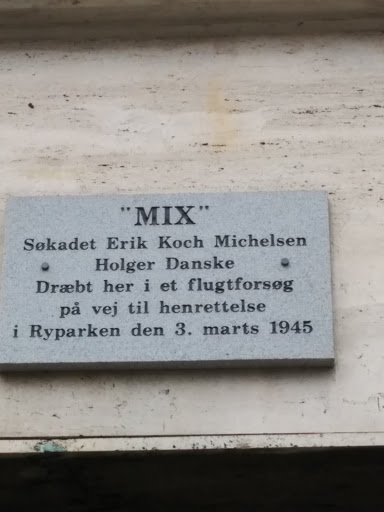 "MIX"
Søkadet Erik Koch Michelsen
Holger Danske
Dræbt her i et flugtforsøg
på vej til henrettelse
i Ryparken den 3. marts 1945